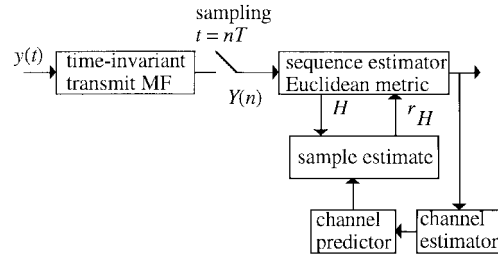 sampling
t = nT
y(t)
time-invariant
transmit MF
Y(n)
sequence estimator
Euclidean metric
H
r_H
sample estimate
channel
predictor
channel
estimator